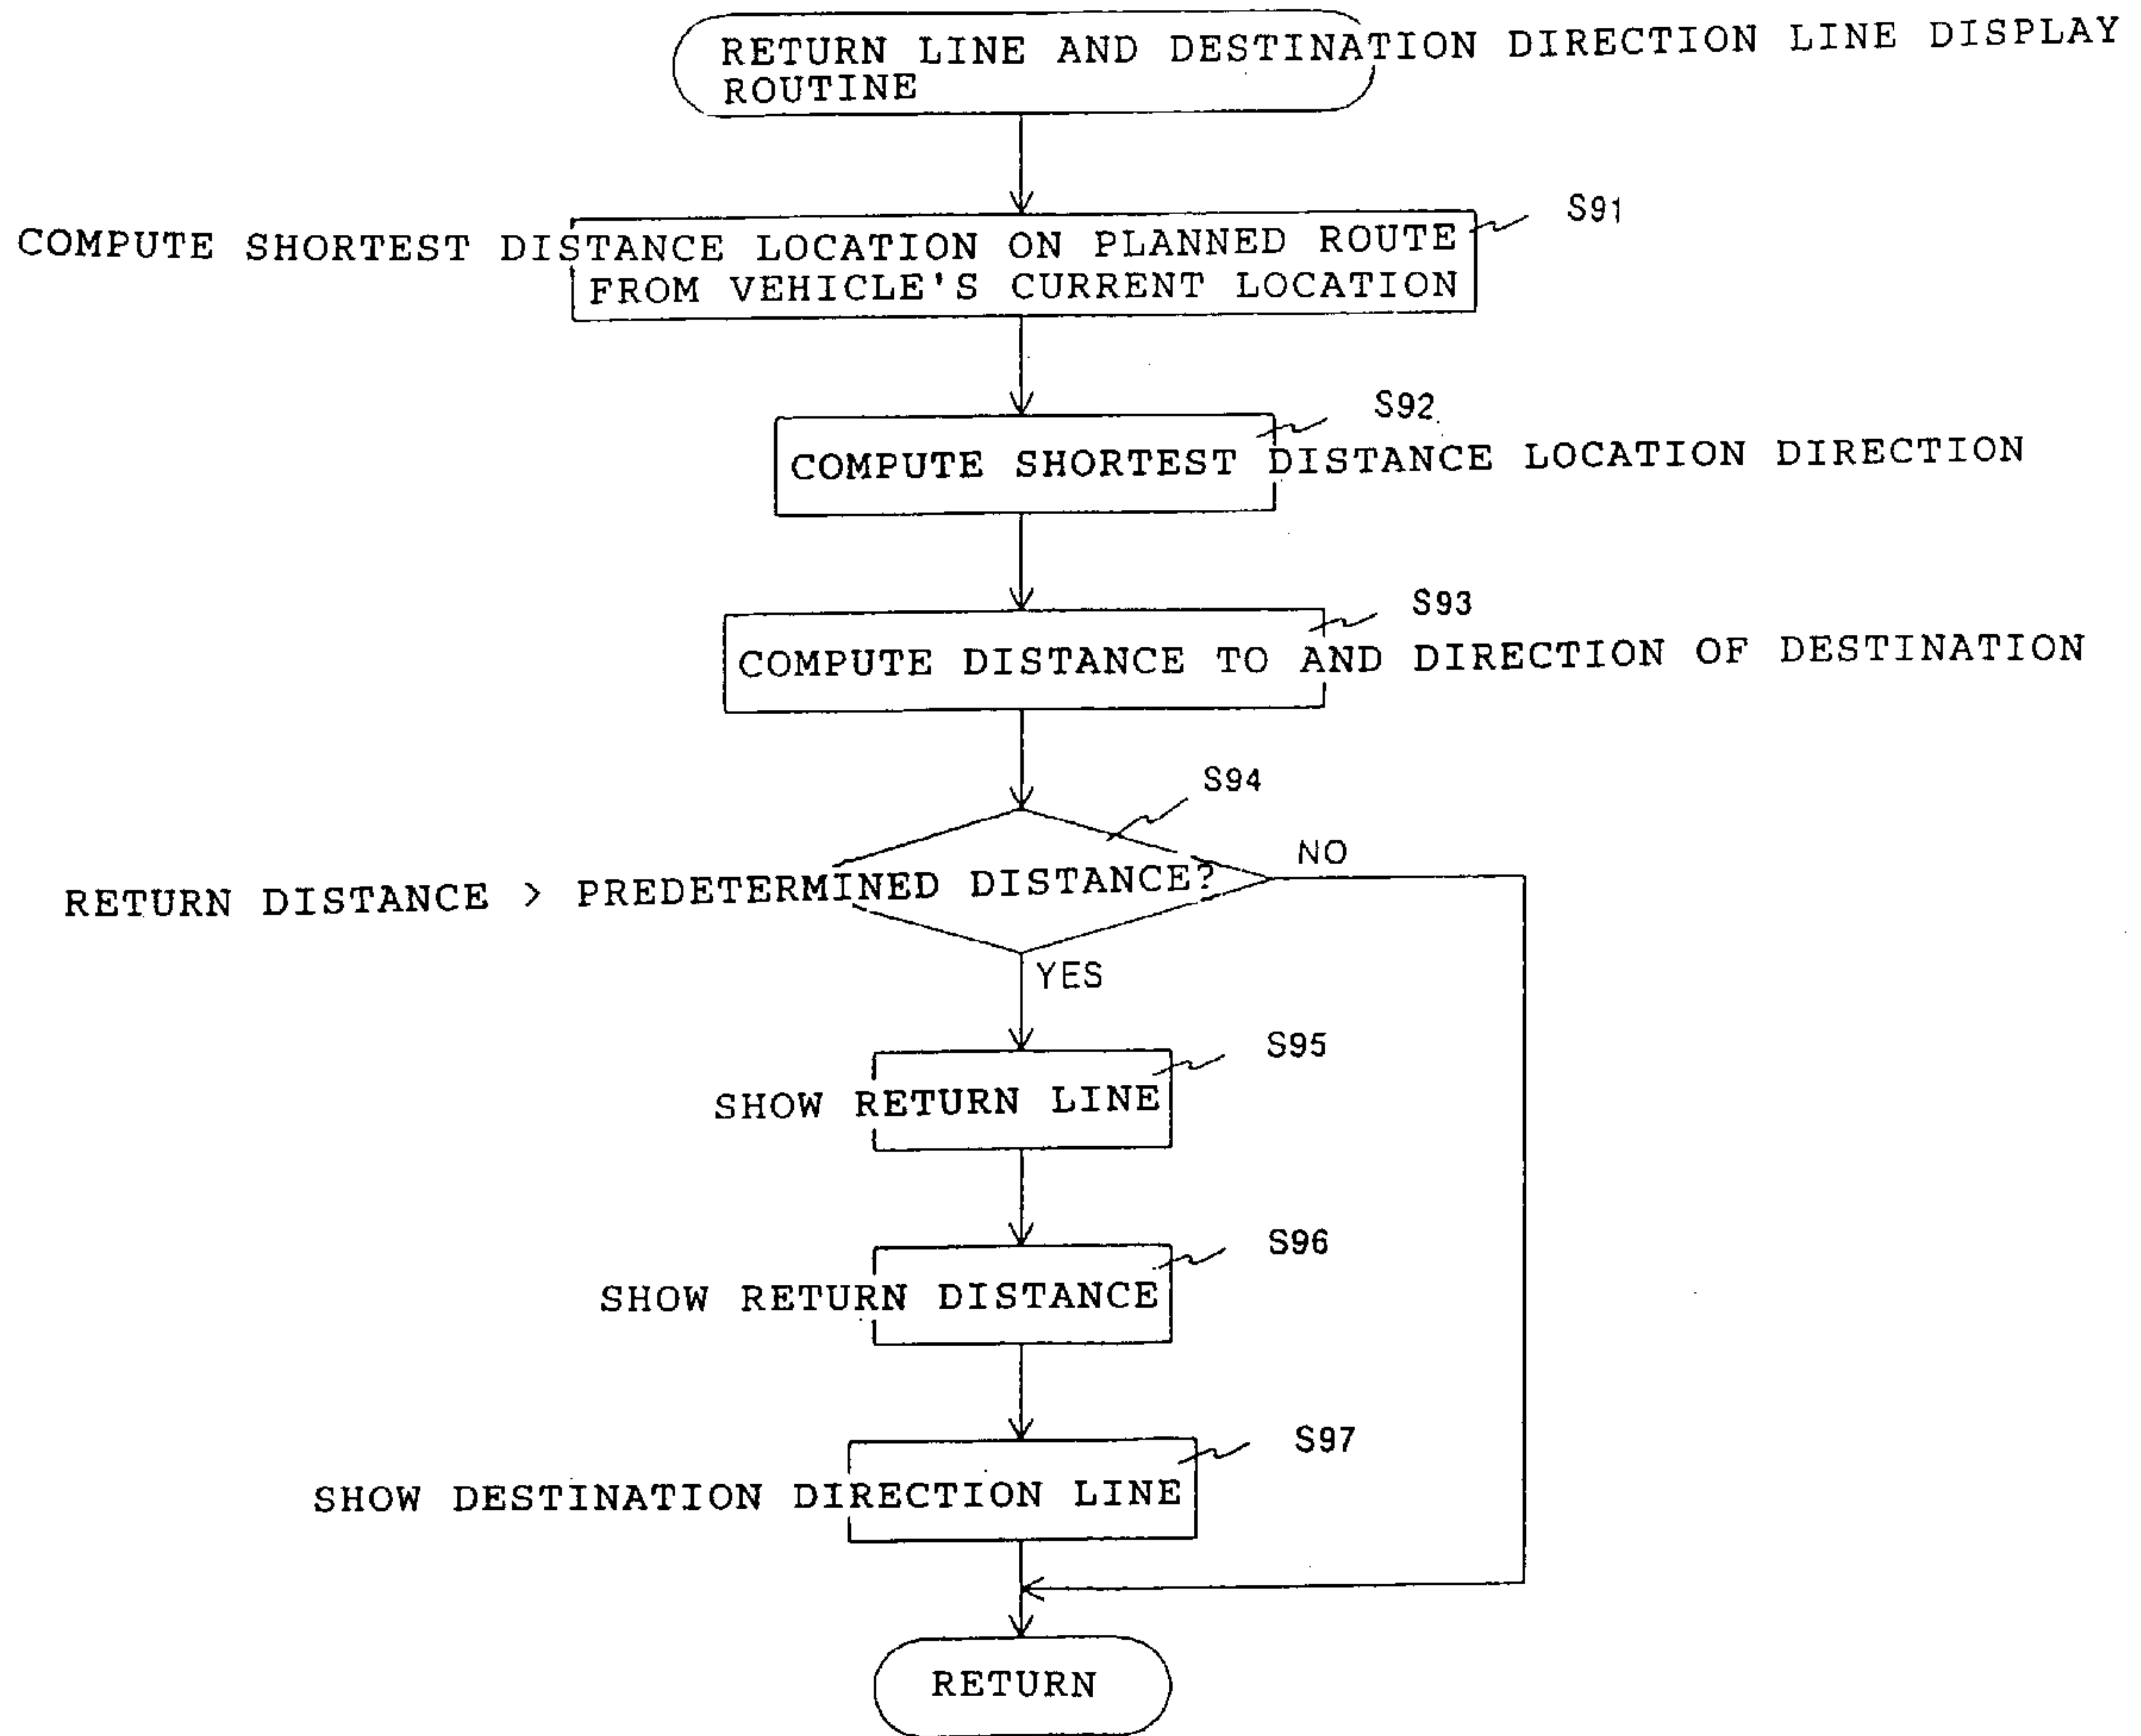 RETURN LINE AND DESTINATION DIRECTION LINE DISPLAY
ROUTINE
S91
COMPUTE SHORTEST DISTANCE LOCATION ON PLANNED ROUTE
FROM VEHICLE'S CURRENT LOCATION
S92
COMPUTE SHORTEST DISTANCE LOCATION DIRECTION
S93
COMPUTE DISTANCE TO AND DIRECTION OF DESTINATION
S94
NO
RETURN DISTANCE > PREDETERMINED DISTANCE?
YES
S95
SHOW RETURN LINE
S96
SHOW RETURN DISTANCE
S97
SHOW DESTINATION DIRECTION LINE
RETURN